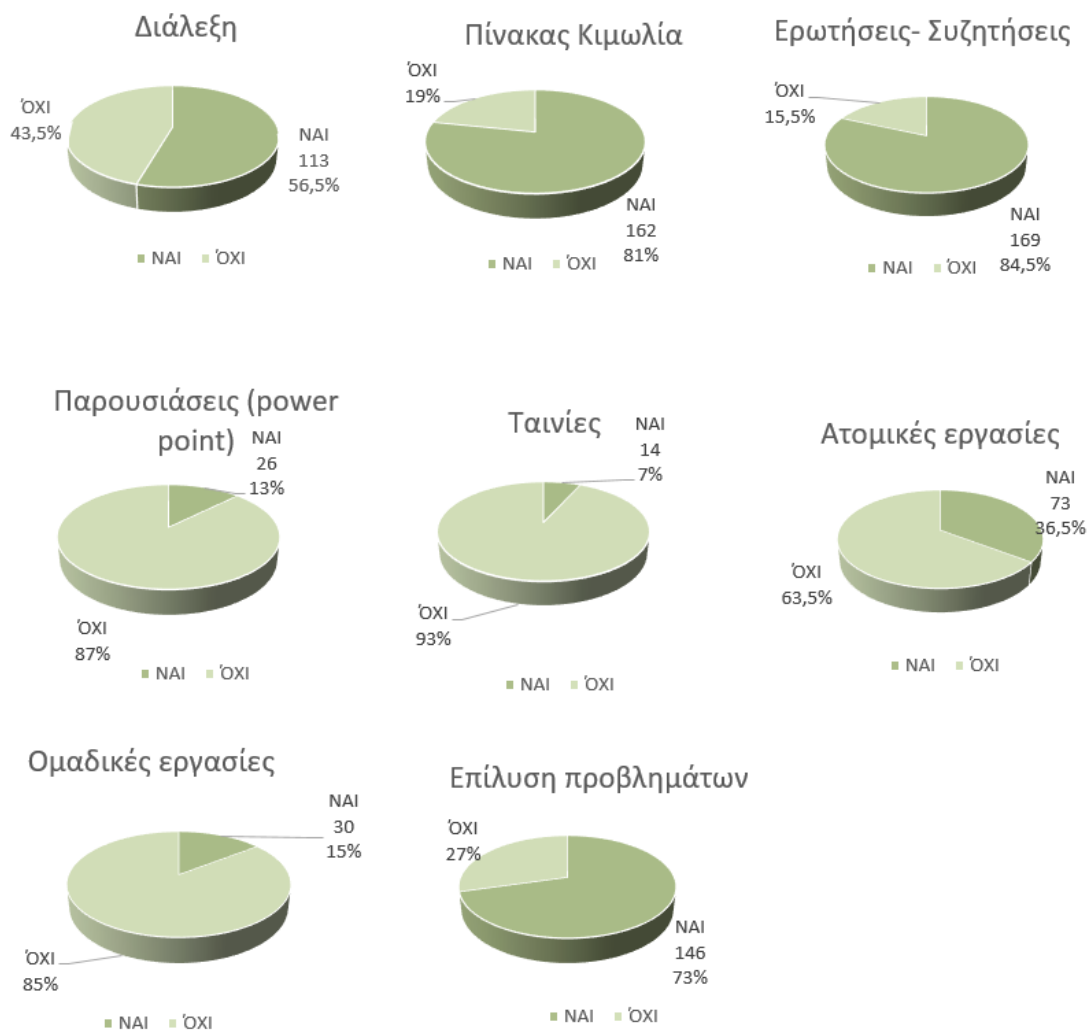 Διάλεξη
ΌΧΙ
43,5%
ΝΑΙ
113
56,5%
ΝΑΙ ΌΧΙ
Πίνακας Κιμωλία
ΌΧΙ
19%
ΝΑΙ
162
81%
ΝΑΙ ΌΧΙ
Ερωτήσεις- Συζητήσεις
ΌΧΙ
15,5%
ΝΑΙ
169
84,5%
ΝΑΙ ΌΧΙ
Παρουσιάσεις (power
point)
ΝΑΙ
26
13%
ΌΧΙ
87%
ΝΑΙ ΌΧΙ
Ταινίες
ΝΑΙ
14
7%
ΌΧΙ
93%
ΝΑΙ ΌΧΙ
Ατομικές εργασίες
ΝΑΙ
73
36,5%
ΌΧΙ
63,5%
ΝΑΙ ΌΧΙ
Ομαδικές εργασίες
ΝΑΙ
30
15%
ΌΧΙ
85%
ΝΑΙ ΌΧΙ
Επίλυση προβλημάτων
ΌΧΙ
27%
ΝΑΙ
146
73%
ΝΑΙ ΌΧΙ